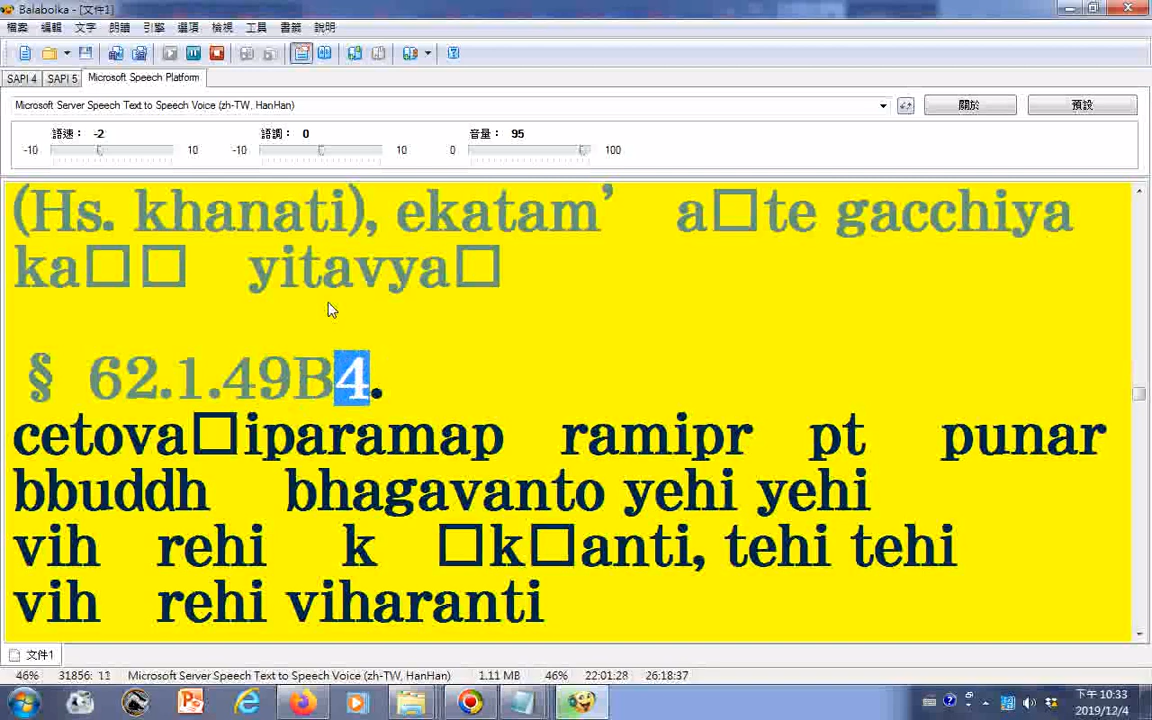 Balabolka - [文件1]
檔案 編輯 文字 朗讀 引擎 選項 檢視 工具 書籤 說明
SAPI 4 SAPI 5 Microsoft Speech Platform
Microsoft Server Speech Text to Speech Voice (zh-TW, HanHan) 關於 預設
語速： -2 語調： 0 音量： 95
-10 10 -10 10 0 100
(Hs. khanati), ekatam’ a□te gacchiya
ka□□ yitavya□
§ 62.1.49B4.
cetova□iparamap ramipr pt punar
bbuddh bhagavanto yehi yehi
vih rehi k □k□anti, tehi tehi
vih rehi viharanti
文件1
46% 31856: 11 Microsoft Server Speech Text to Speech Voice (zh-TW, HanHan) 1.11 MB 46% 22:01:28 26:18:37
下午 10:33
2019/12/4